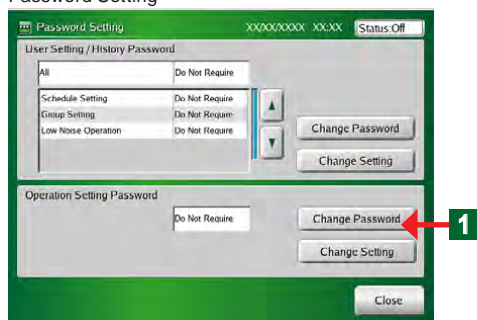 Password Setting
Password Setting XX/XX/XXXX XX:XX Status:Off
User Setting / History Password
All Do Not Require
Schedule Setting Do Not Require
Group Setting Do Not Require
Low Noise Operation Do Not Require
Change Password
Change Setting
Operation Setting Password
Do Not Require
Change Password 1
Change Setting
Close